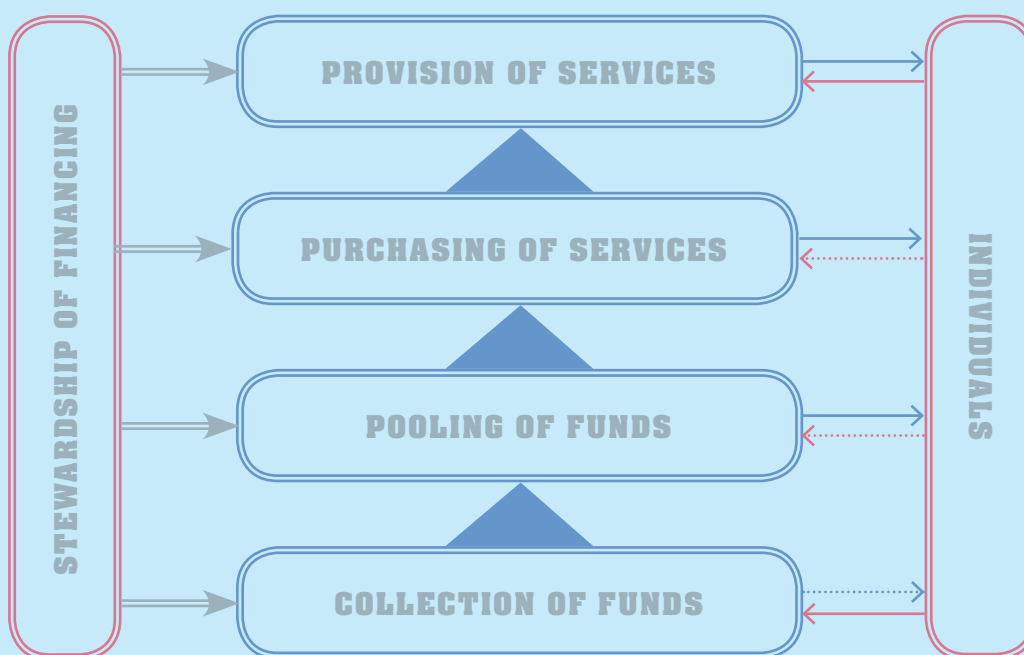 STEWARDSHIP OF FINANCING
PROVISION OF SERVICES
PURCHASING OF SERVICES
POOLING OF FUNDS
COLLECTION OF FUNDS
INDIVIDUALS